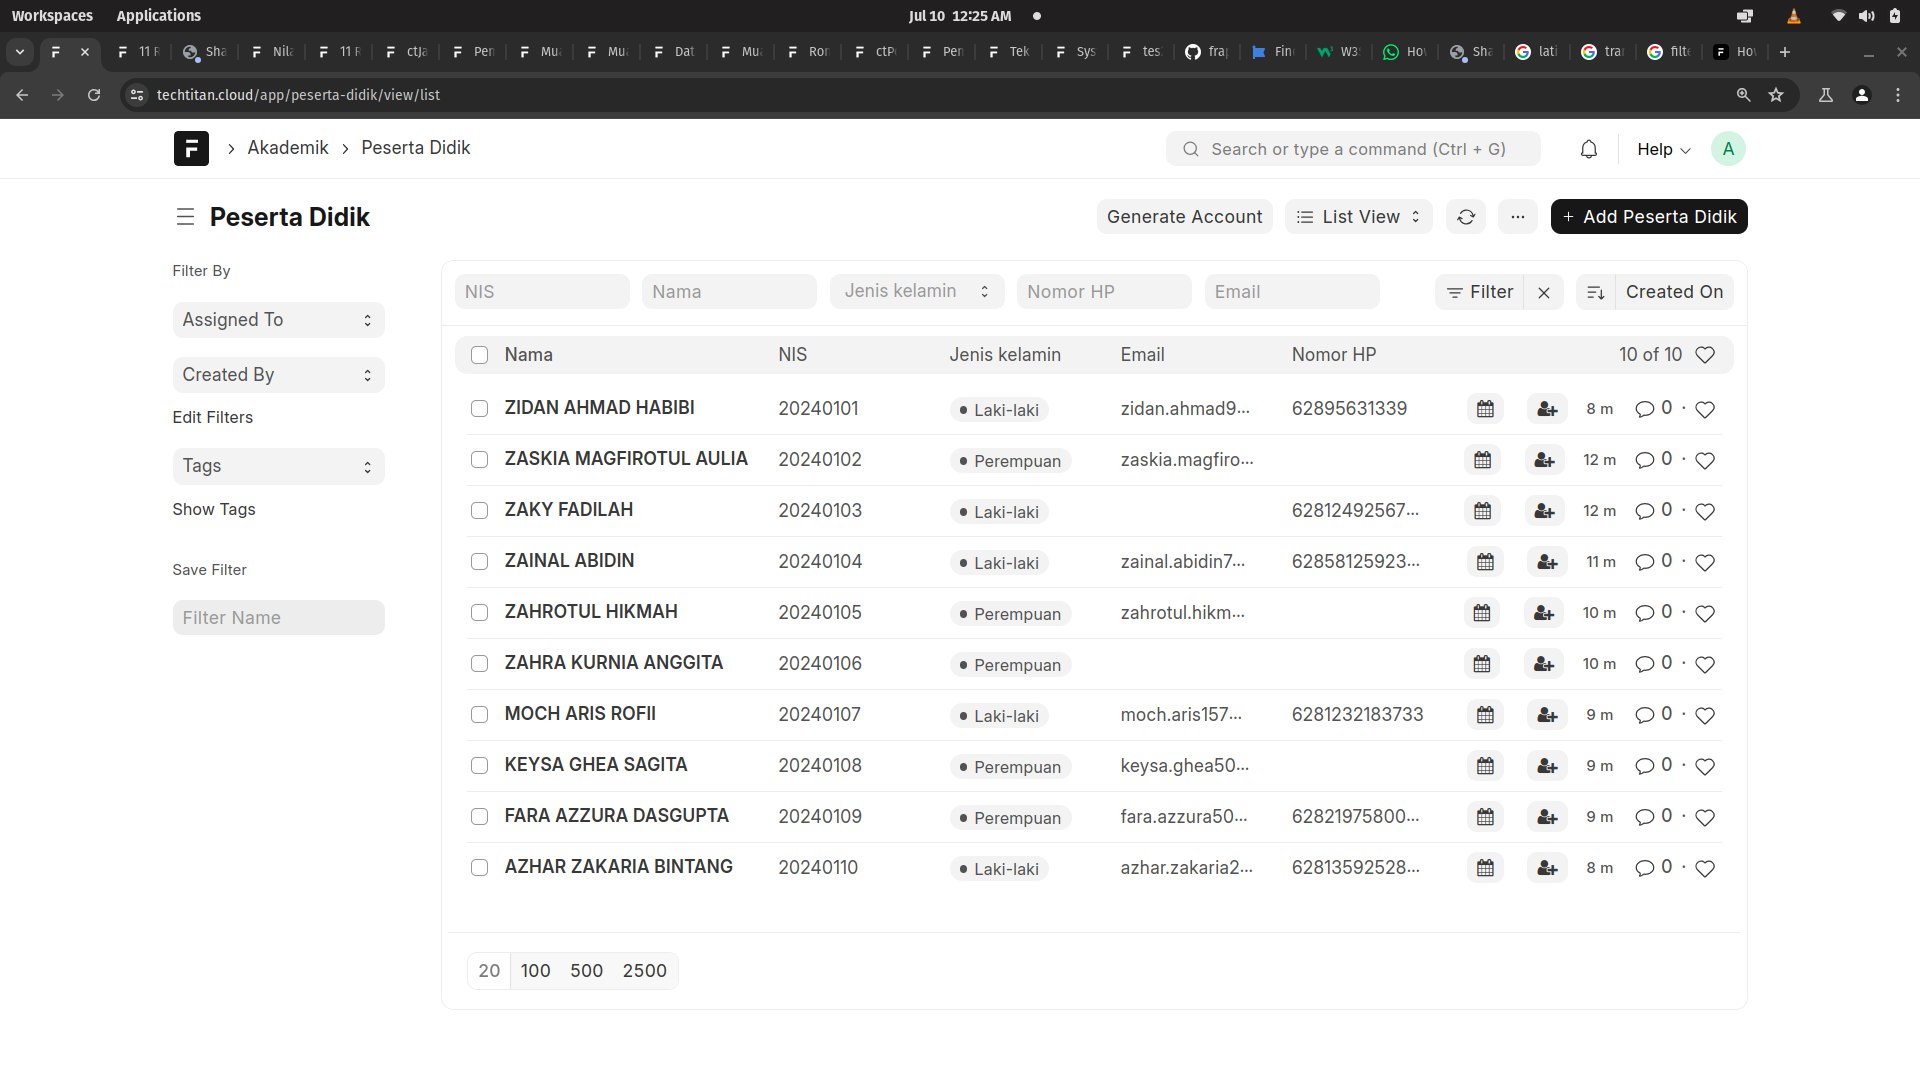 Workspaces Applications Jul 10 12:25 AM
11 R Sha Nila 11 R ctJa Pen Mu Mu Dat Mu Ror ctP Pen Tek Sys tes frap Find W3S Ho Sha lati tra filte Ho
techtitan.cloud/app/peserta-didik/view/list
Akademik Peserta Didik Search or type a command (Ctrl + G) Help A
Peserta Didik Generate Account List View ... + Add Peserta Didik
Filter By
NIS Nama Jenis kelamin Nomor HP Email Filter Created On
Assigned To
Nama NIS Jenis kelamin Email Nomor HP 10 of 10
Created By
ZIDAN AHMAD HABIBI 20240101 Laki-laki zidan.ahmad9... 62895631339 8 m 0
Edit Filters
ZASKIA MAGFIROTUL AULIA 20240102 Perempuan zaskia.magfiro... 12 m 0
Tags
ZAKY FADILAH 20240103 Laki-laki 62812492567... 12 m 0
Show Tags
ZAINAL ABIDIN 20240104 Laki-laki zainal.abidin7... 62858125923... 11 m 0
Save Filter
ZAHROTUL HIKMAH 20240105 Perempuan zahrotul.hikm... 10 m 0
Filter Name
ZAHRA KURNIA ANGGITA 20240106 Perempuan 10 m 0
MOCH ARIS ROFII 20240107 Laki-laki moch.aris157... 6281232183733 9 m 0
KEYSA GHEA SAGITA 20240108 Perempuan keysa.ghea50... 9 m 0
FARA AZZURA DASGUPTA 20240109 Perempuan fara.azzura50... 62821975800... 9 m 0
AZHAR ZAKARIA BINTANG 20240110 Laki-laki azhar.zakaria2... 62813592528... 8 m 0
20 100 500 2500